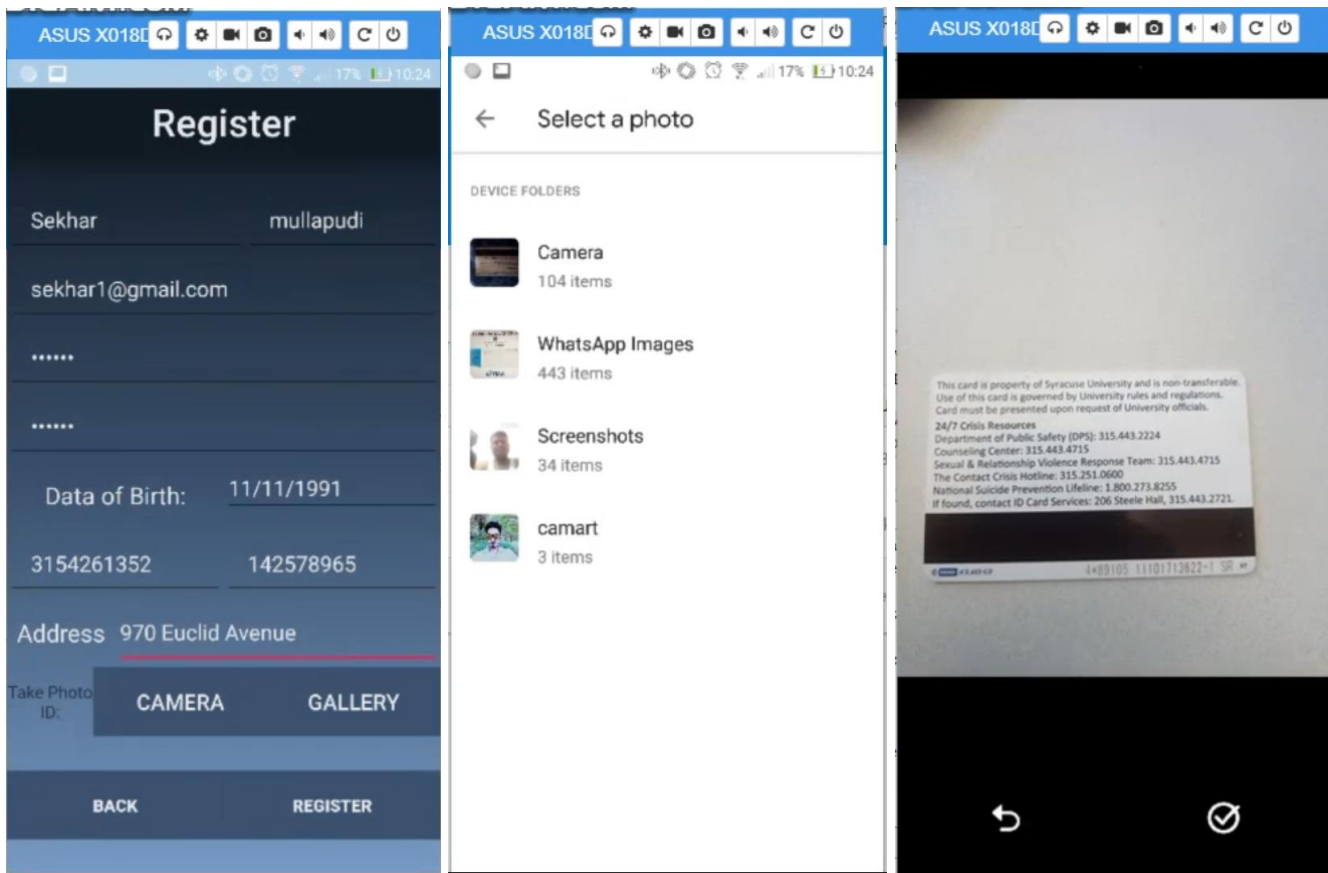 ASUS X018D
17% 10:24
Register
Sekhar mullapudi
sekhar1@gmail.com
••••••
••••••
Data of Birth: 11/11/1991
3154261352 142578965
Address 970 Euclid Avenue
Take Photo ID:
CAMERA GALLERY
BACK REGISTER
ASUS X018D
17% 10:24
Select a photo
DEVICE FOLDERS
Camera
104 items
WhatsApp Images
443 items
Screenshots
34 items
camart
3 items
ASUS X018D
This card is property of Syracuse University and is non-transferable.
Use of this card is governed by University rules and regulations.
Card must be presented upon request of University officials.
24/7 Crisis Resources
Department of Public Safety (DPS): 315.443.2224
Counseling Center: 315.443.4715
Sexual & Relationship Violence Response Team: 315.443.4715
The Contact Crisis Hotline: 315.251.0600
National Suicide Prevention Lifeline: 1.800.273.8255
If found, contact ID Card Services: 206 Steele Hall, 315.443.2721.
11101713622-1 SR